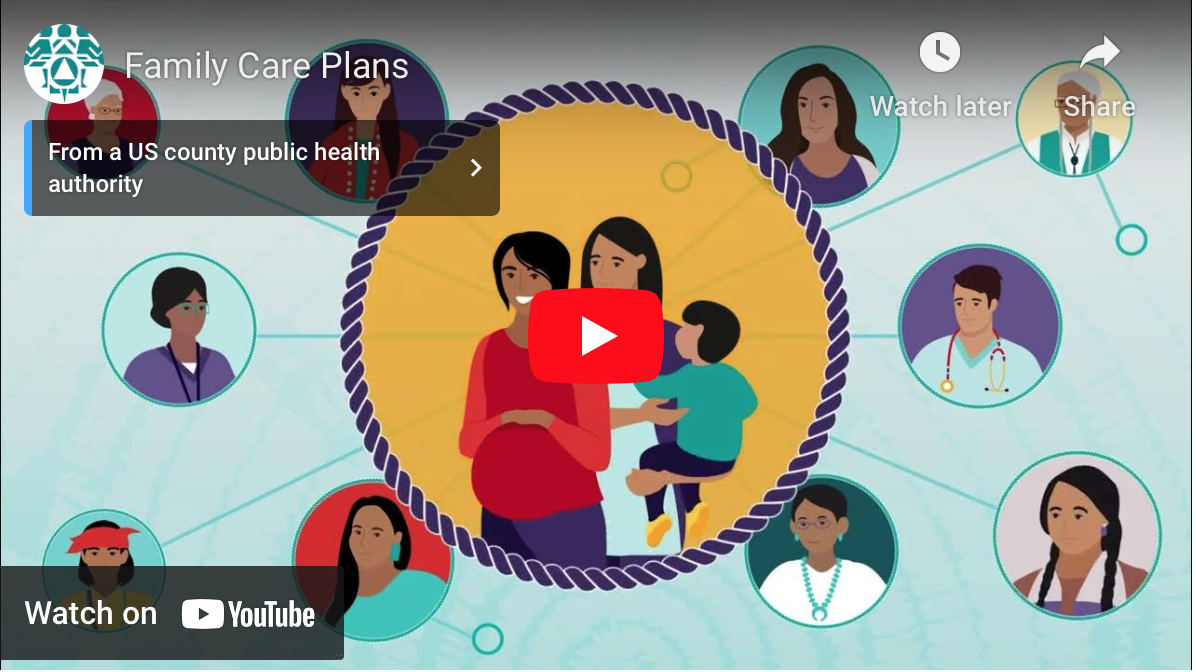 Family Care Plans
Watch later
Share
From a US county public health
authority
Watch on YouTube